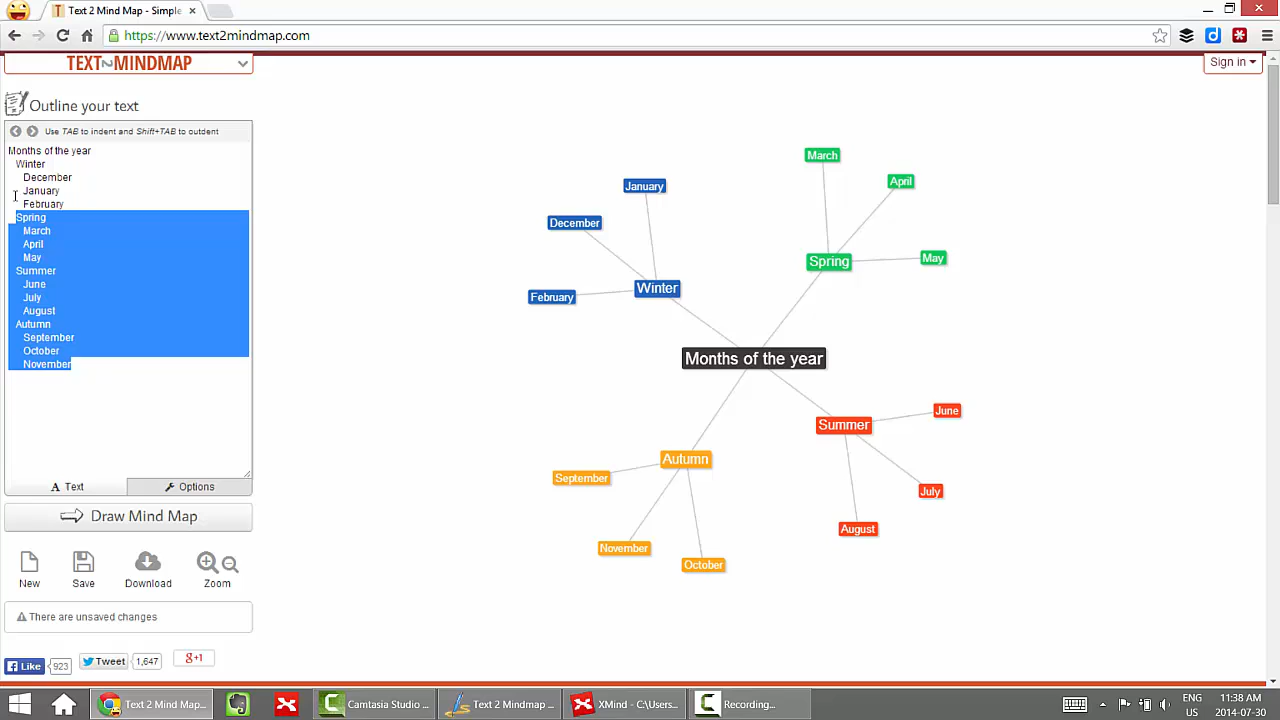 Text 2 Mind Map - Simple
https://www.text2mindmap.com
TEXT MINDMAP
Sign in
Outline your text
Use TAB to indent and Shift+TAB to outdent
Months of the year
Winter
December
January
February
Spring
March
April
May
Summer
June
July
August
Autumn
September
October
November
Text
Options
Draw Mind Map
New
Save
Download
Zoom
There are unsaved changes
Like
923
Tweet
1,647
g+1
March
April
January
December
Spring
May
Winter
February
Months of the year
June
Summer
Autumn
September
July
August
November
October
Text 2 Mind Map...
Camtasia Studio ...
Text 2 Mindmap ...
XMind - C:\Users...
Recording...
ENG
US
11:38 AM
2014-07-30